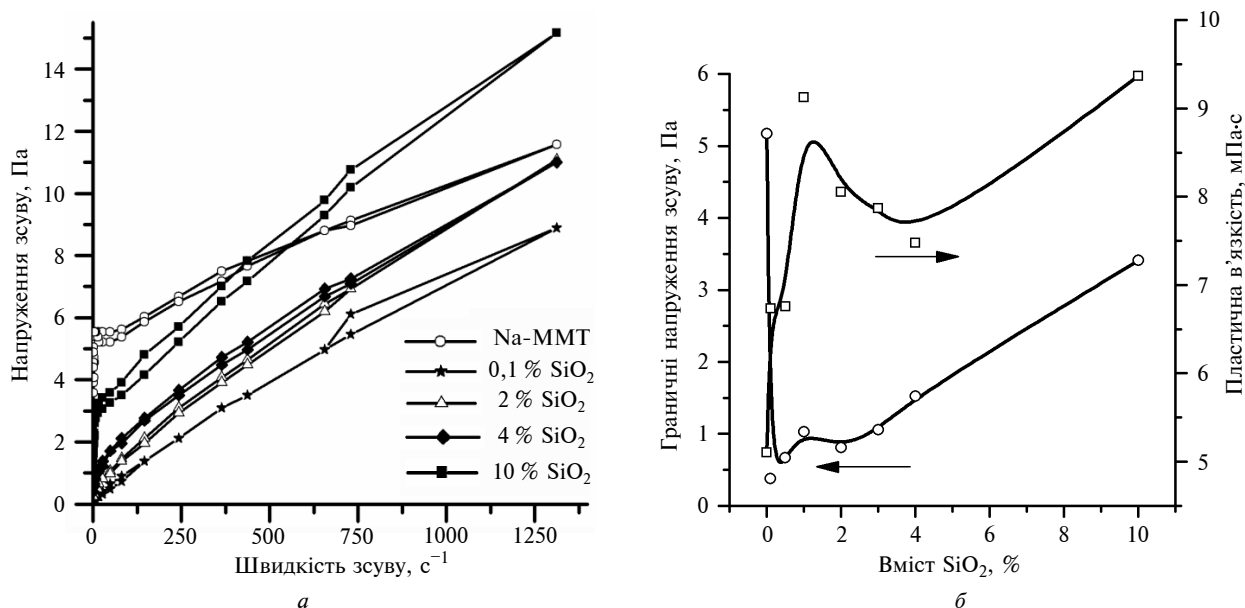 Напруження зсуву, Па
14
12
10
8
6
4
2
0
0 250 500 750 1000 1250
Швидкість зсуву, с⁻¹
Na-MMT
0,1 % SiO₂
2 % SiO₂
4 % SiO₂
10 % SiO₂
а
Граничні напруження зсуву, Па
6
5
4
3
2
1
0
0 2 4 6 8 10
Вміст SiO₂, %
10
9
8
7
6
5
Пластична в'язкість, мПа·с
б